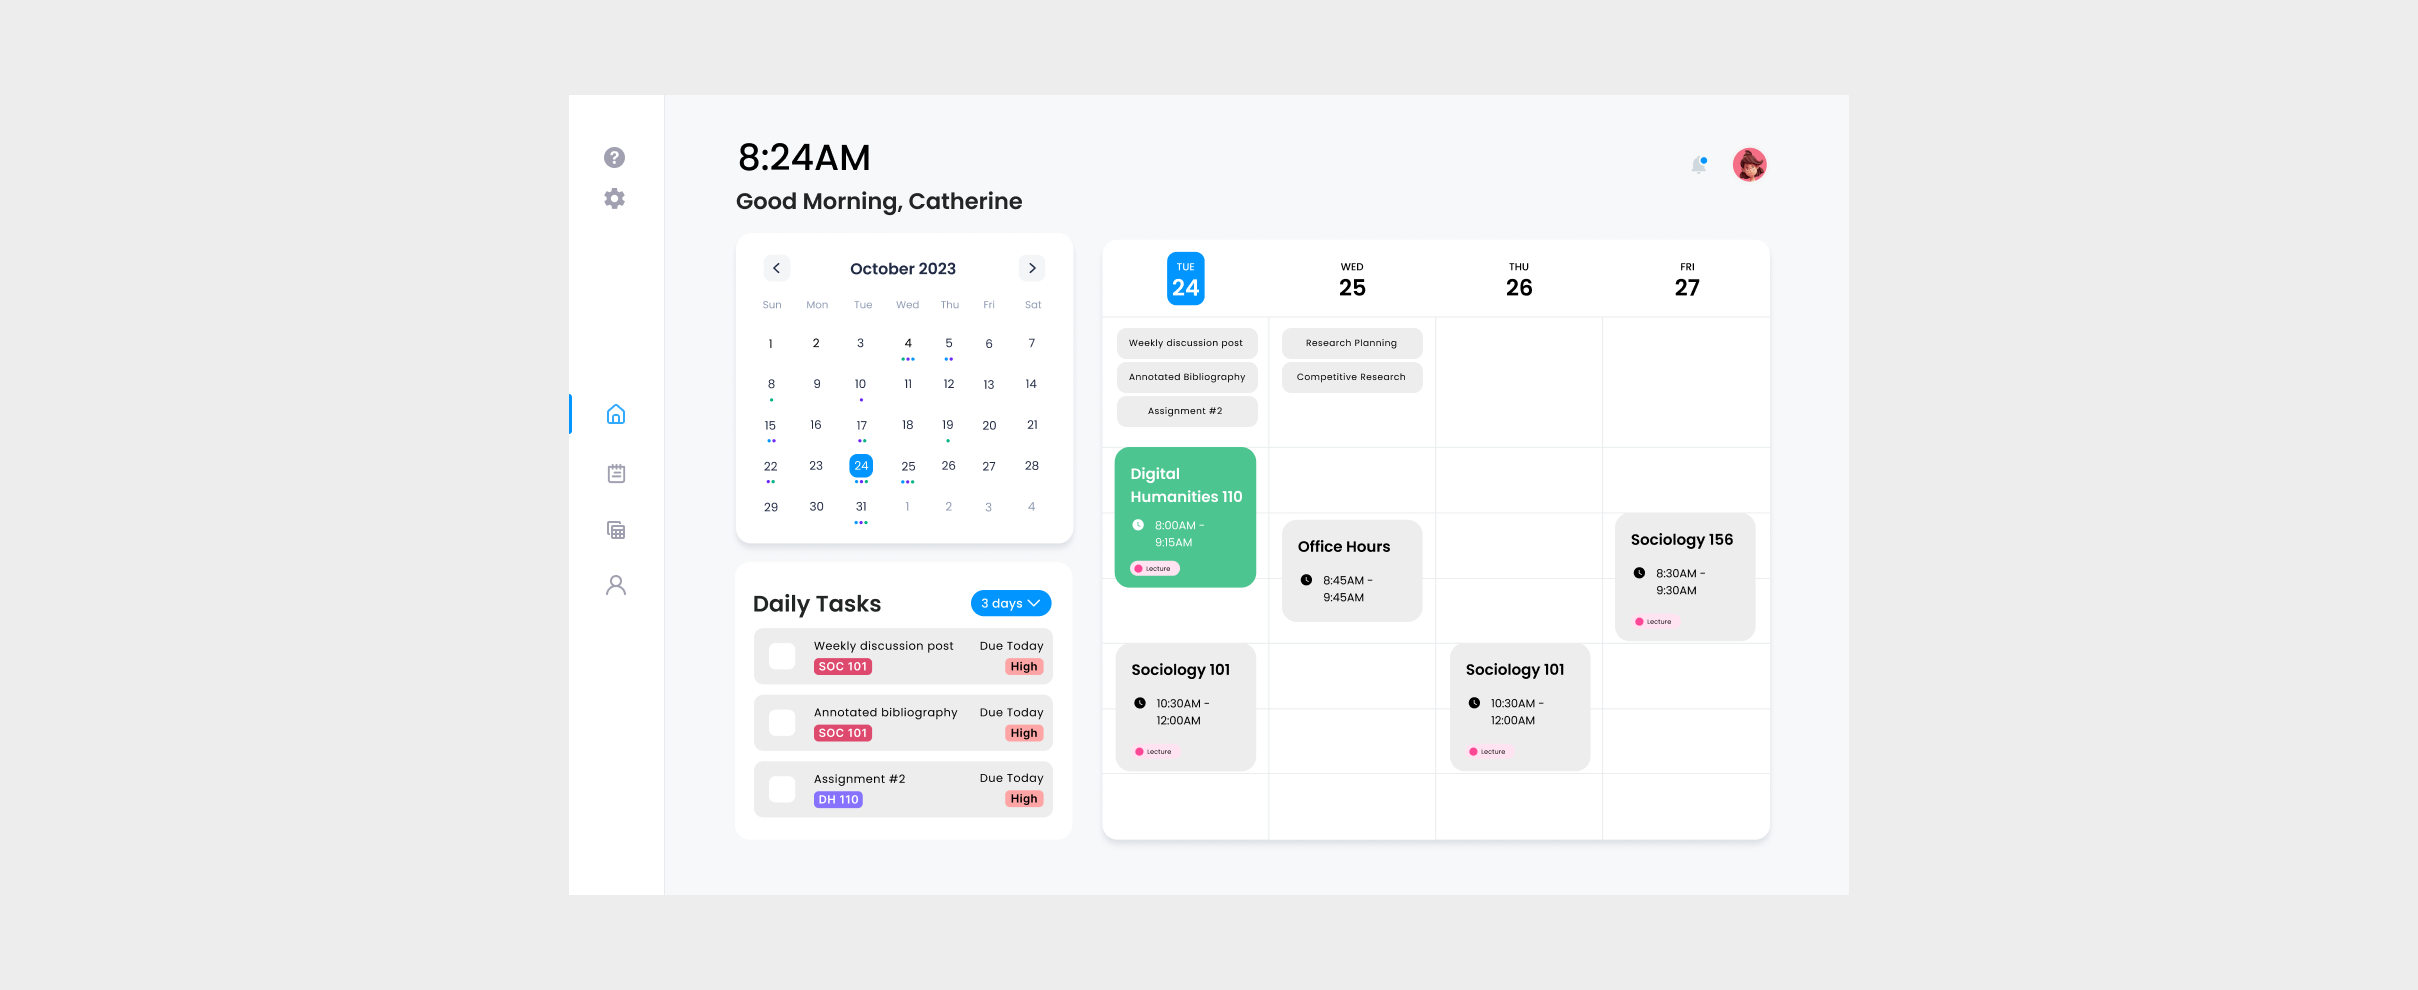 8:24AM
Good Morning, Catherine
October 2023
Sun Mon Tue Wed Thu Fri Sat
1 2 3 4 5 6 7
8 9 10 11 12 13 14
15 16 17 18 19 20 21
22 23 24 25 26 27 28
29 30 31 1 2 3 4
Daily Tasks
3 days
Weekly discussion post Due Today
SOC 101 High
Annotated bibliography Due Today
SOC 101 High
Assignment #2 Due Today
DH 110 High
TUE WED THU FRI
24 25 26 27
Weekly discussion post Research Planning
Annotated Bibliography Competitive Research
Assignment #2
Digital
Humanities 110
8:00AM -
9:15AM
Lecture
Sociology 101
10:30AM -
12:00AM
Lecture
Office Hours
8:45AM -
9:45AM
Sociology 101
10:30AM -
12:00AM
Lecture
Sociology 156
8:30AM -
9:30AM
Lecture